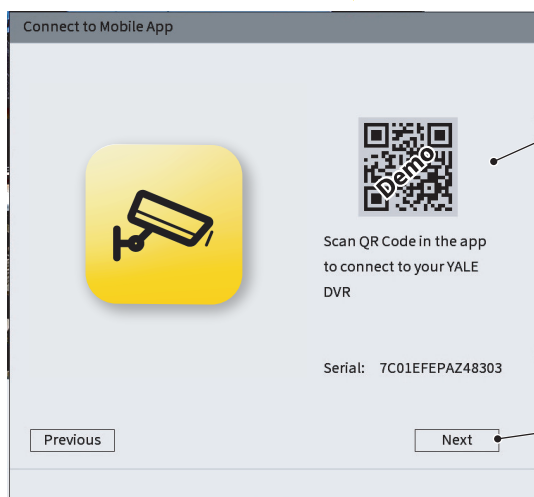 Connect to Mobile App
Demo
Scan QR Code in the app
to connect to your YALE
DVR
Serial: 7C01EFEPAZ48303
Previous
Next